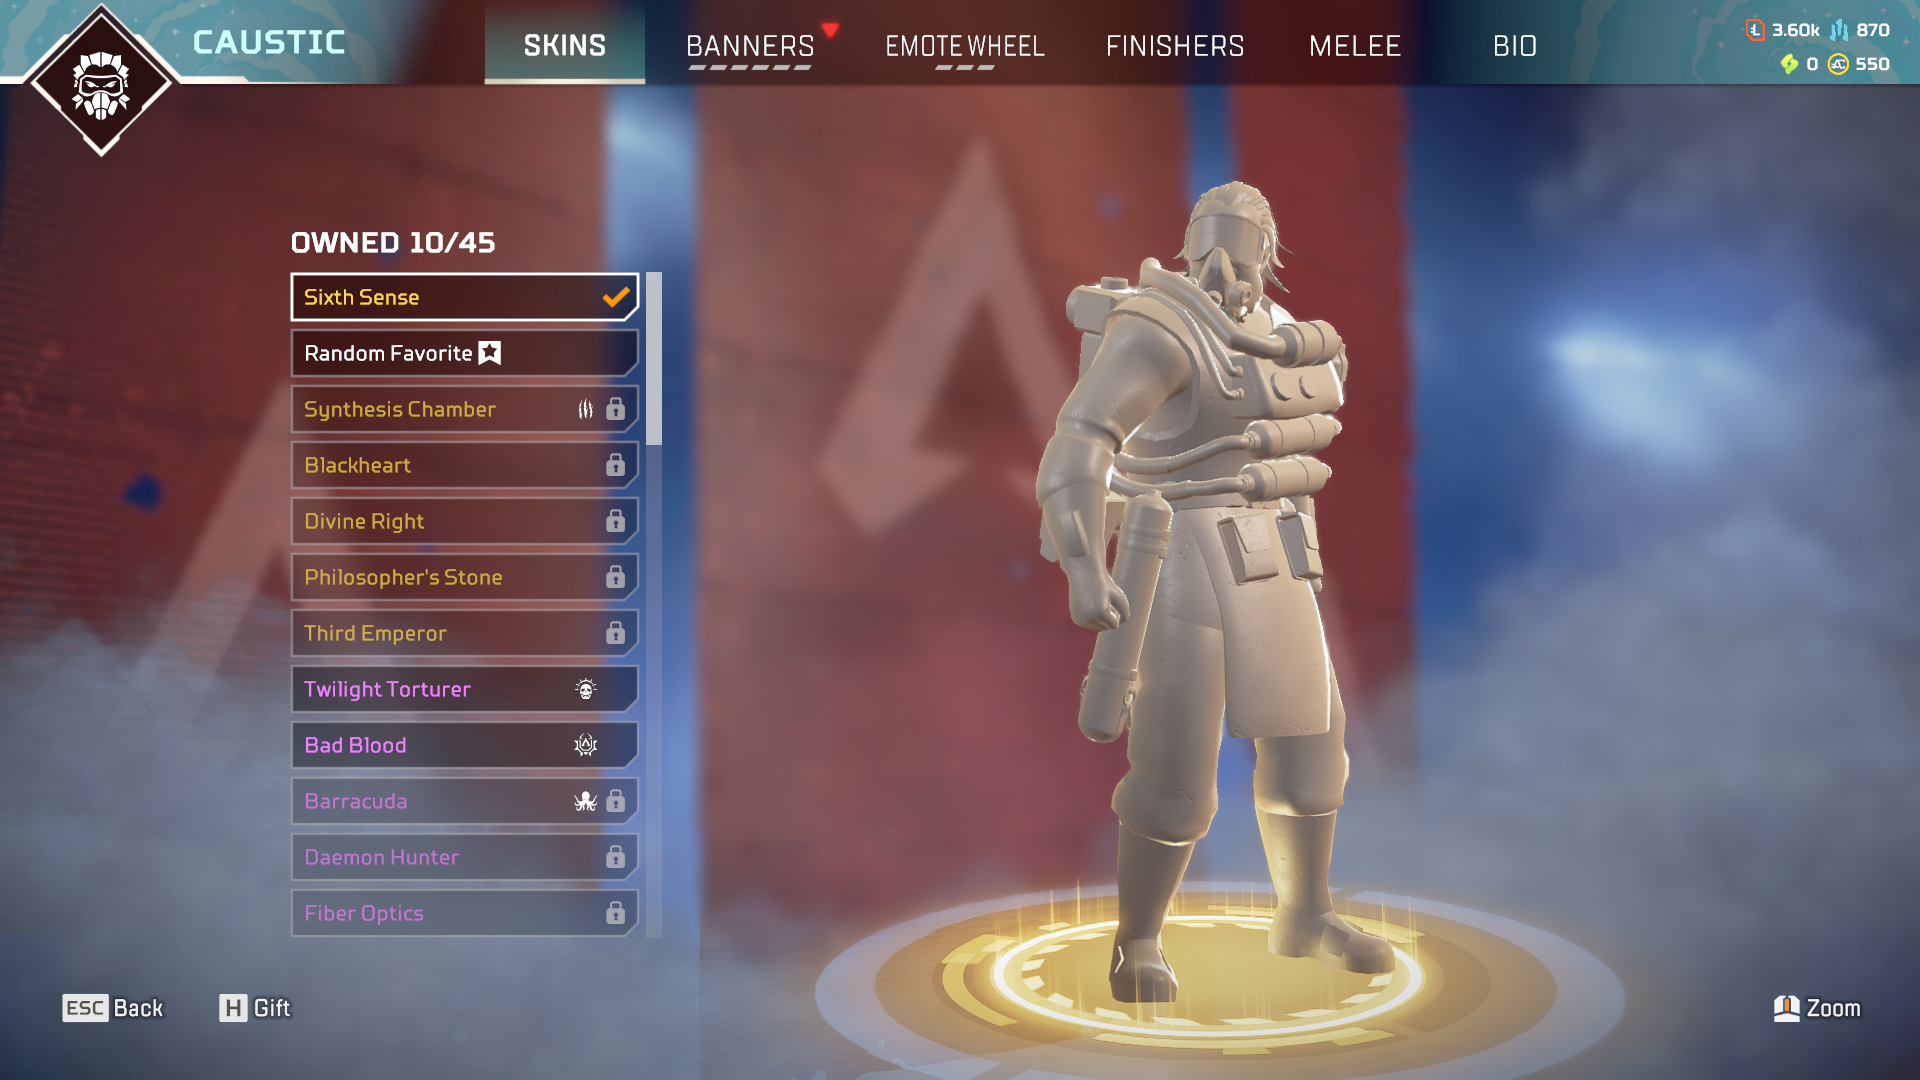 CAUSTIC
SKINS
BANNERS
EMOTE WHEEL
FINISHERS
MELEE
BIO
3.60k 870
0 550
OWNED 10/45
Sixth Sense
Random Favorite
Synthesis Chamber
Blackheart
Divine Right
Philosopher's Stone
Third Emperor
Twilight Torturer
Bad Blood
Barracuda
Daemon Hunter
Fiber Optics
ESC Back
H Gift
Zoom